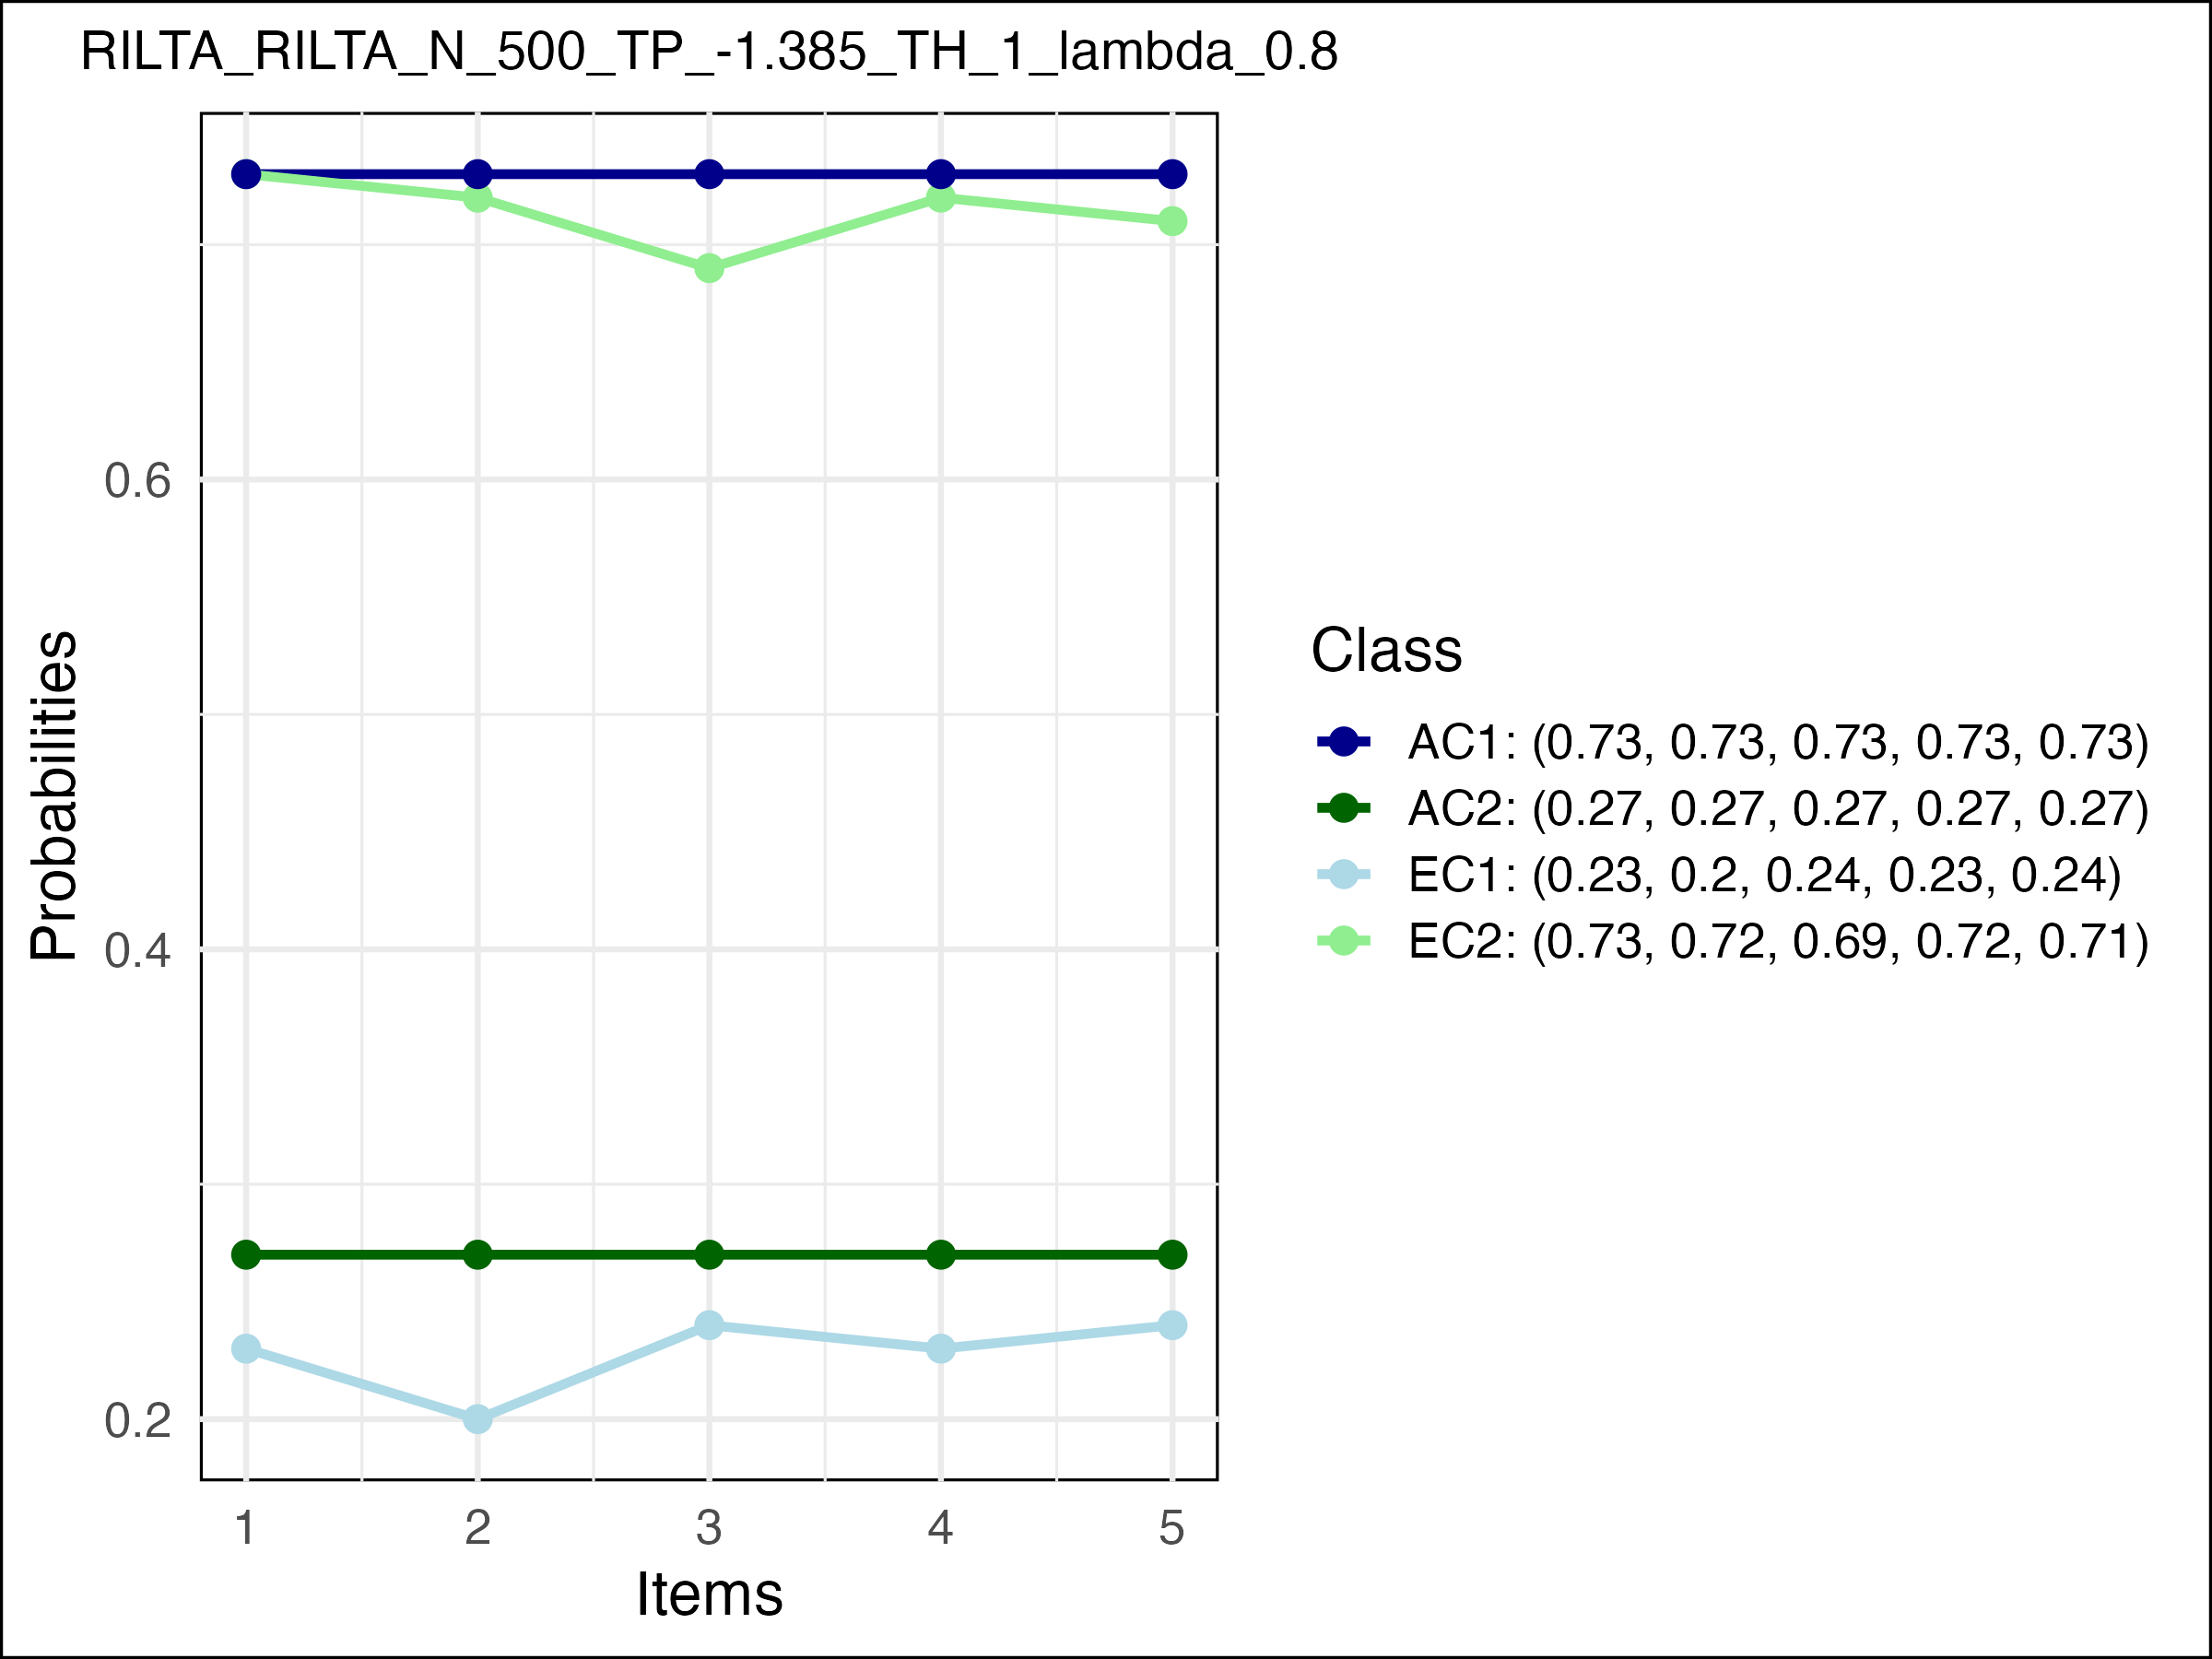 RILTA_RILTA_N_500_TP_-1.385_TH_1_lambda_0.8
Probabilities
0.6
0.4
0.2
1 2 3 4 5
Items
Class
AC1: (0.73, 0.73, 0.73, 0.73, 0.73)
AC2: (0.27, 0.27, 0.27, 0.27, 0.27)
EC1: (0.23, 0.2, 0.24, 0.23, 0.24)
EC2: (0.73, 0.72, 0.69, 0.72, 0.71)